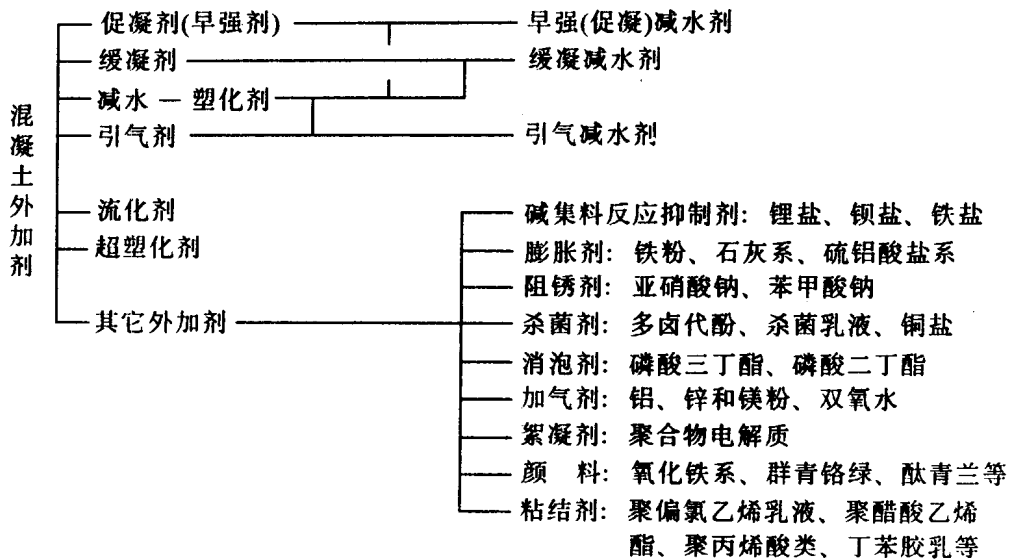 混凝土外加剂
促凝剂(早强剂) 早强(促凝)减水剂
缓凝剂 缓凝减水剂
减水—塑化剂
引气剂 引气减水剂
流化剂 碱集料反应抑制剂: 锂盐、钡盐、铁盐
超塑化剂 膨胀剂: 铁粉、石灰系、硫铝酸盐系
阻锈剂: 亚硝酸钠、苯甲酸钠
其它外加剂 杀菌剂: 多卤代酚、杀菌乳液、铜盐
消泡剂: 磷酸三丁酯、磷酸二丁酯
加气剂: 铝、锌和镁粉、双氧水
絮凝剂: 聚合物电解质
颜 料: 氧化铁系、群青铬绿、酞青兰等
粘结剂: 聚偏氯乙烯乳液、聚醋酸乙烯
酯、聚丙烯酸类、丁苯胶乳等